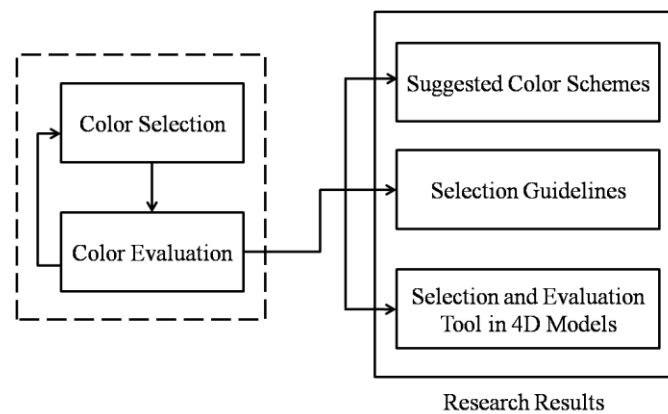 Color Selection
Color Evaluation
Suggested Color Schemes
Selection Guidelines
Selection and Evaluation
Tool in 4D Models
Research Results